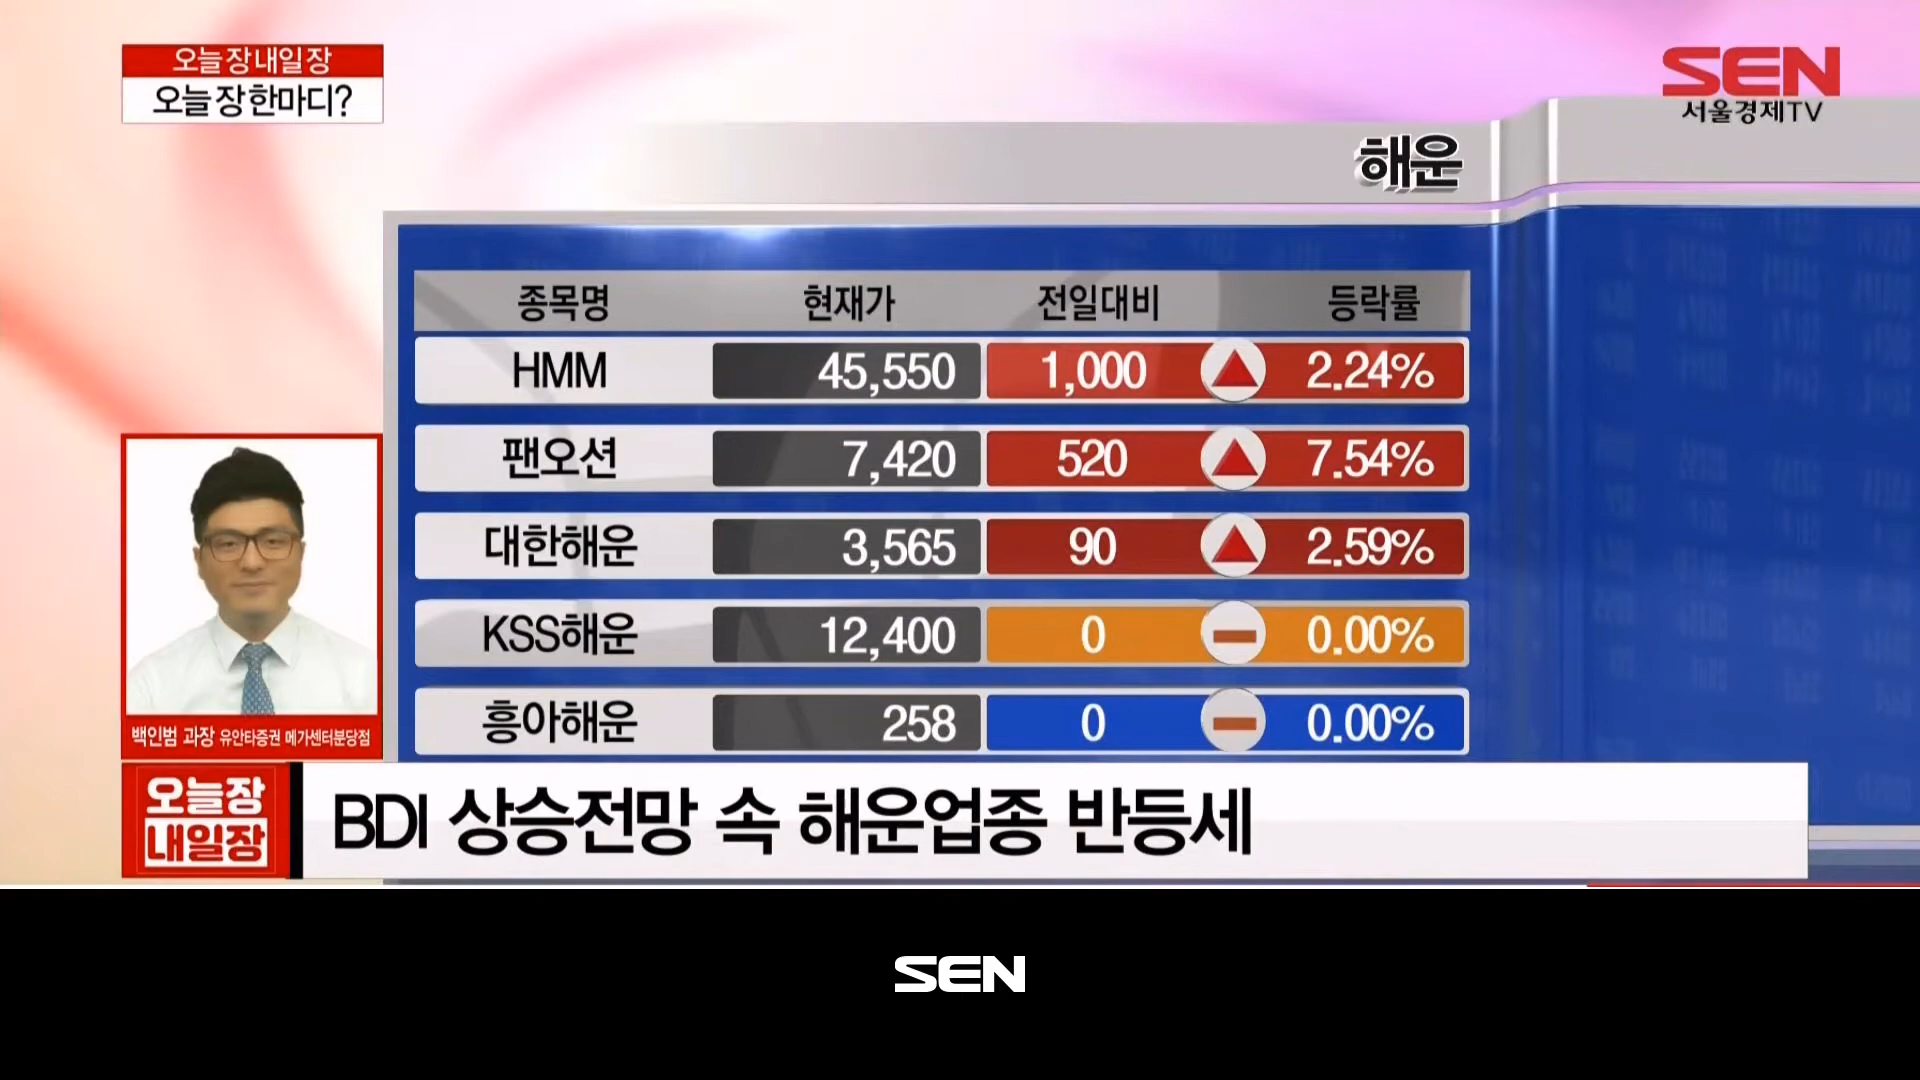 오늘장내일장
오늘장한마디?
SEN
서울경제TV
해운
종목명 현재가 전일대비 등락률
HMM 45,550 1,000 2.24%
팬오션 7,420 520 7.54%
대한해운 3,565 90 2.59%
KSS해운 12,400 0 0.00%
흥아해운 258 0 0.00%
백인범 과장 유안타증권 메가센터분당점
오늘장
내일장
BDI 상승전망 속 해운업종 반등세
SEN